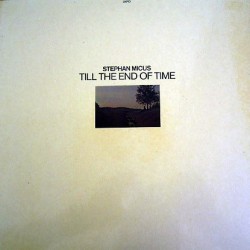 STEPHAN MICUS
TILL THE END OF TIME